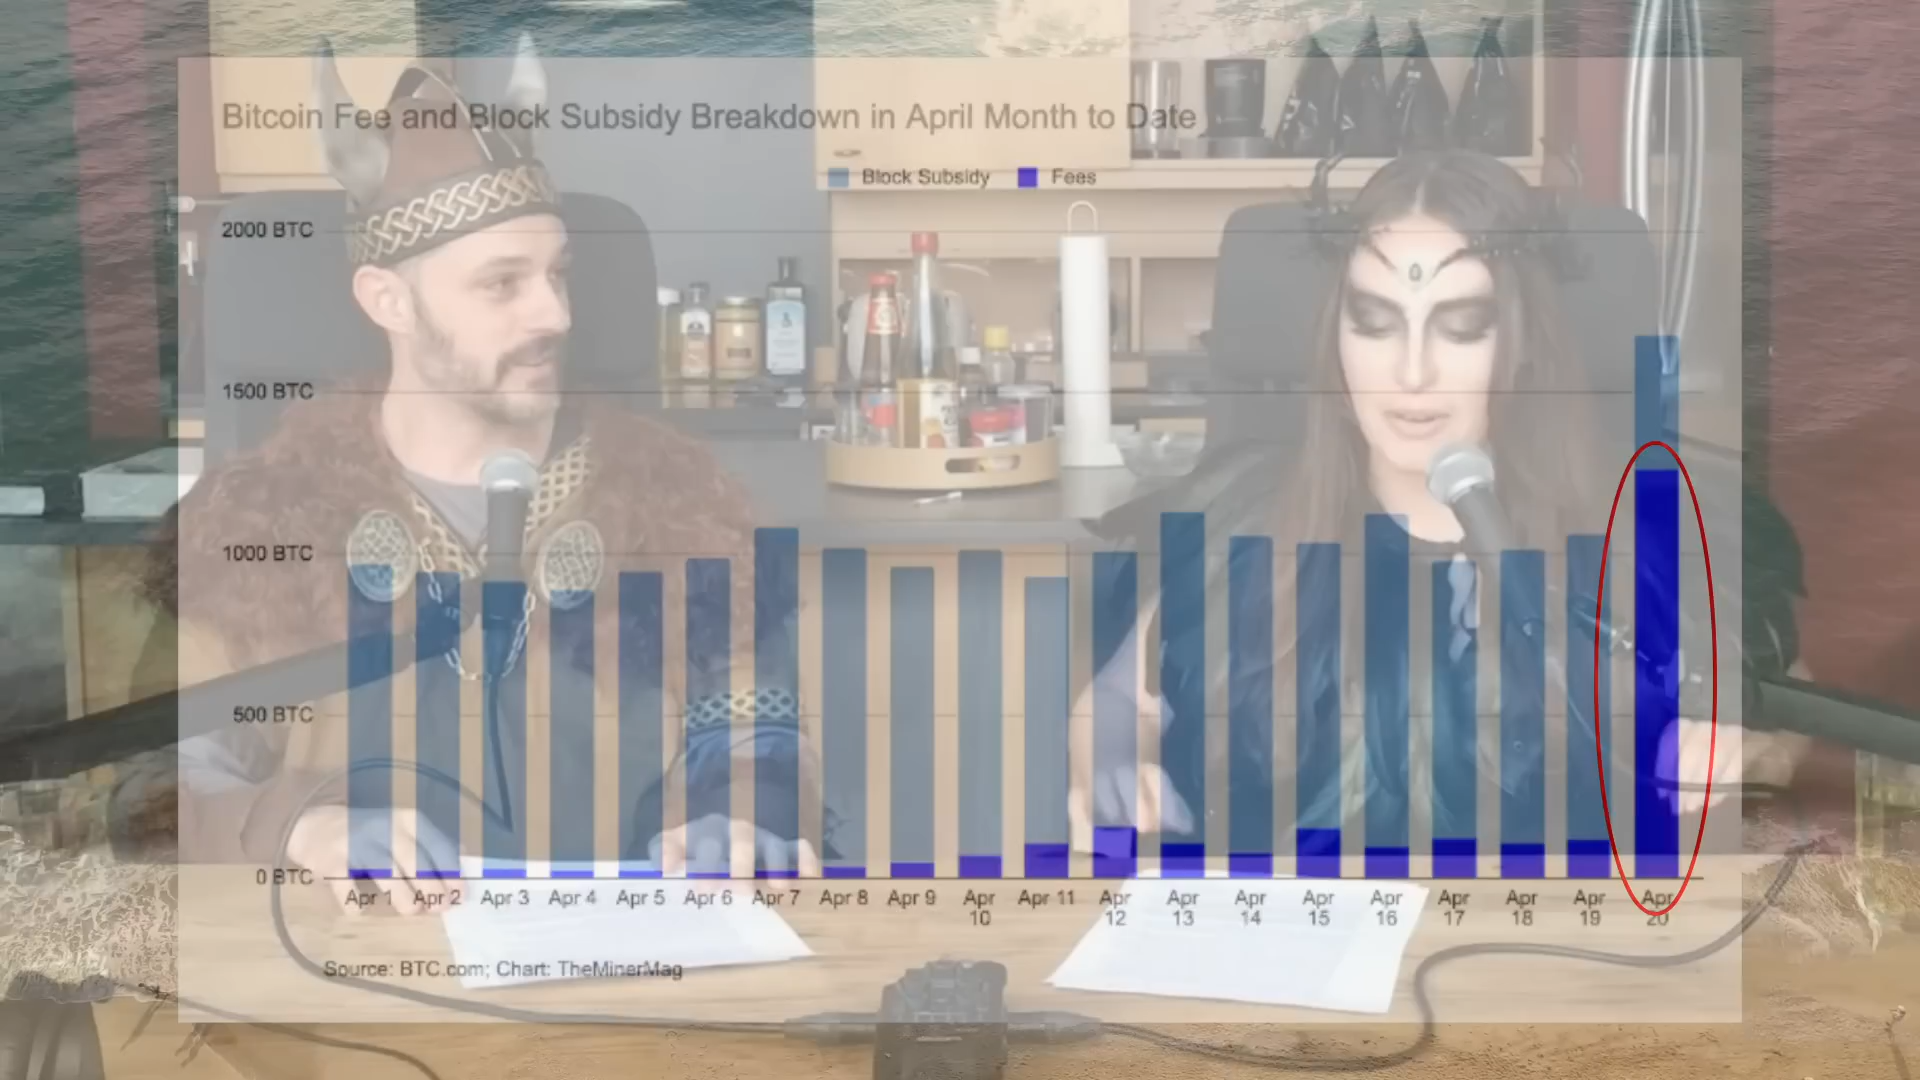 Bitcoin Fee and Block Subsidy Breakdown in April Month to Date
Block Subsidy Fees
2000 BTC
1500 BTC
1000 BTC
500 BTC
0 BTC
Apr 1 Apr 2 Apr 3 Apr 4 Apr 5 Apr 6 Apr 7 Apr 8 Apr 9 Apr 10 Apr 11 Apr 12 Apr 13 Apr 14 Apr 15 Apr 16 Apr 17 Apr 18 Apr 19 Apr 20
Source: BTC.com; Chart: TheMinerMag